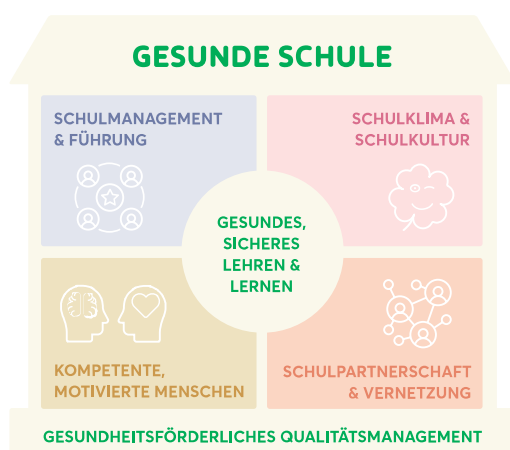 GESUNDE SCHULE
SCHULMANAGEMENT
& FÜHRUNG
SCHULKLIMA &
SCHULKULTUR
GESUNDES,
SICHERES
LEHREN &
LERNEN
KOMPETENTE,
MOTIVIERTE MENSCHEN
SCHULPARTNERSCHAFT
& VERNETZUNG
GESUNDHEITSFÖRDERLICHES QUALITÄTSMANAGEMENT